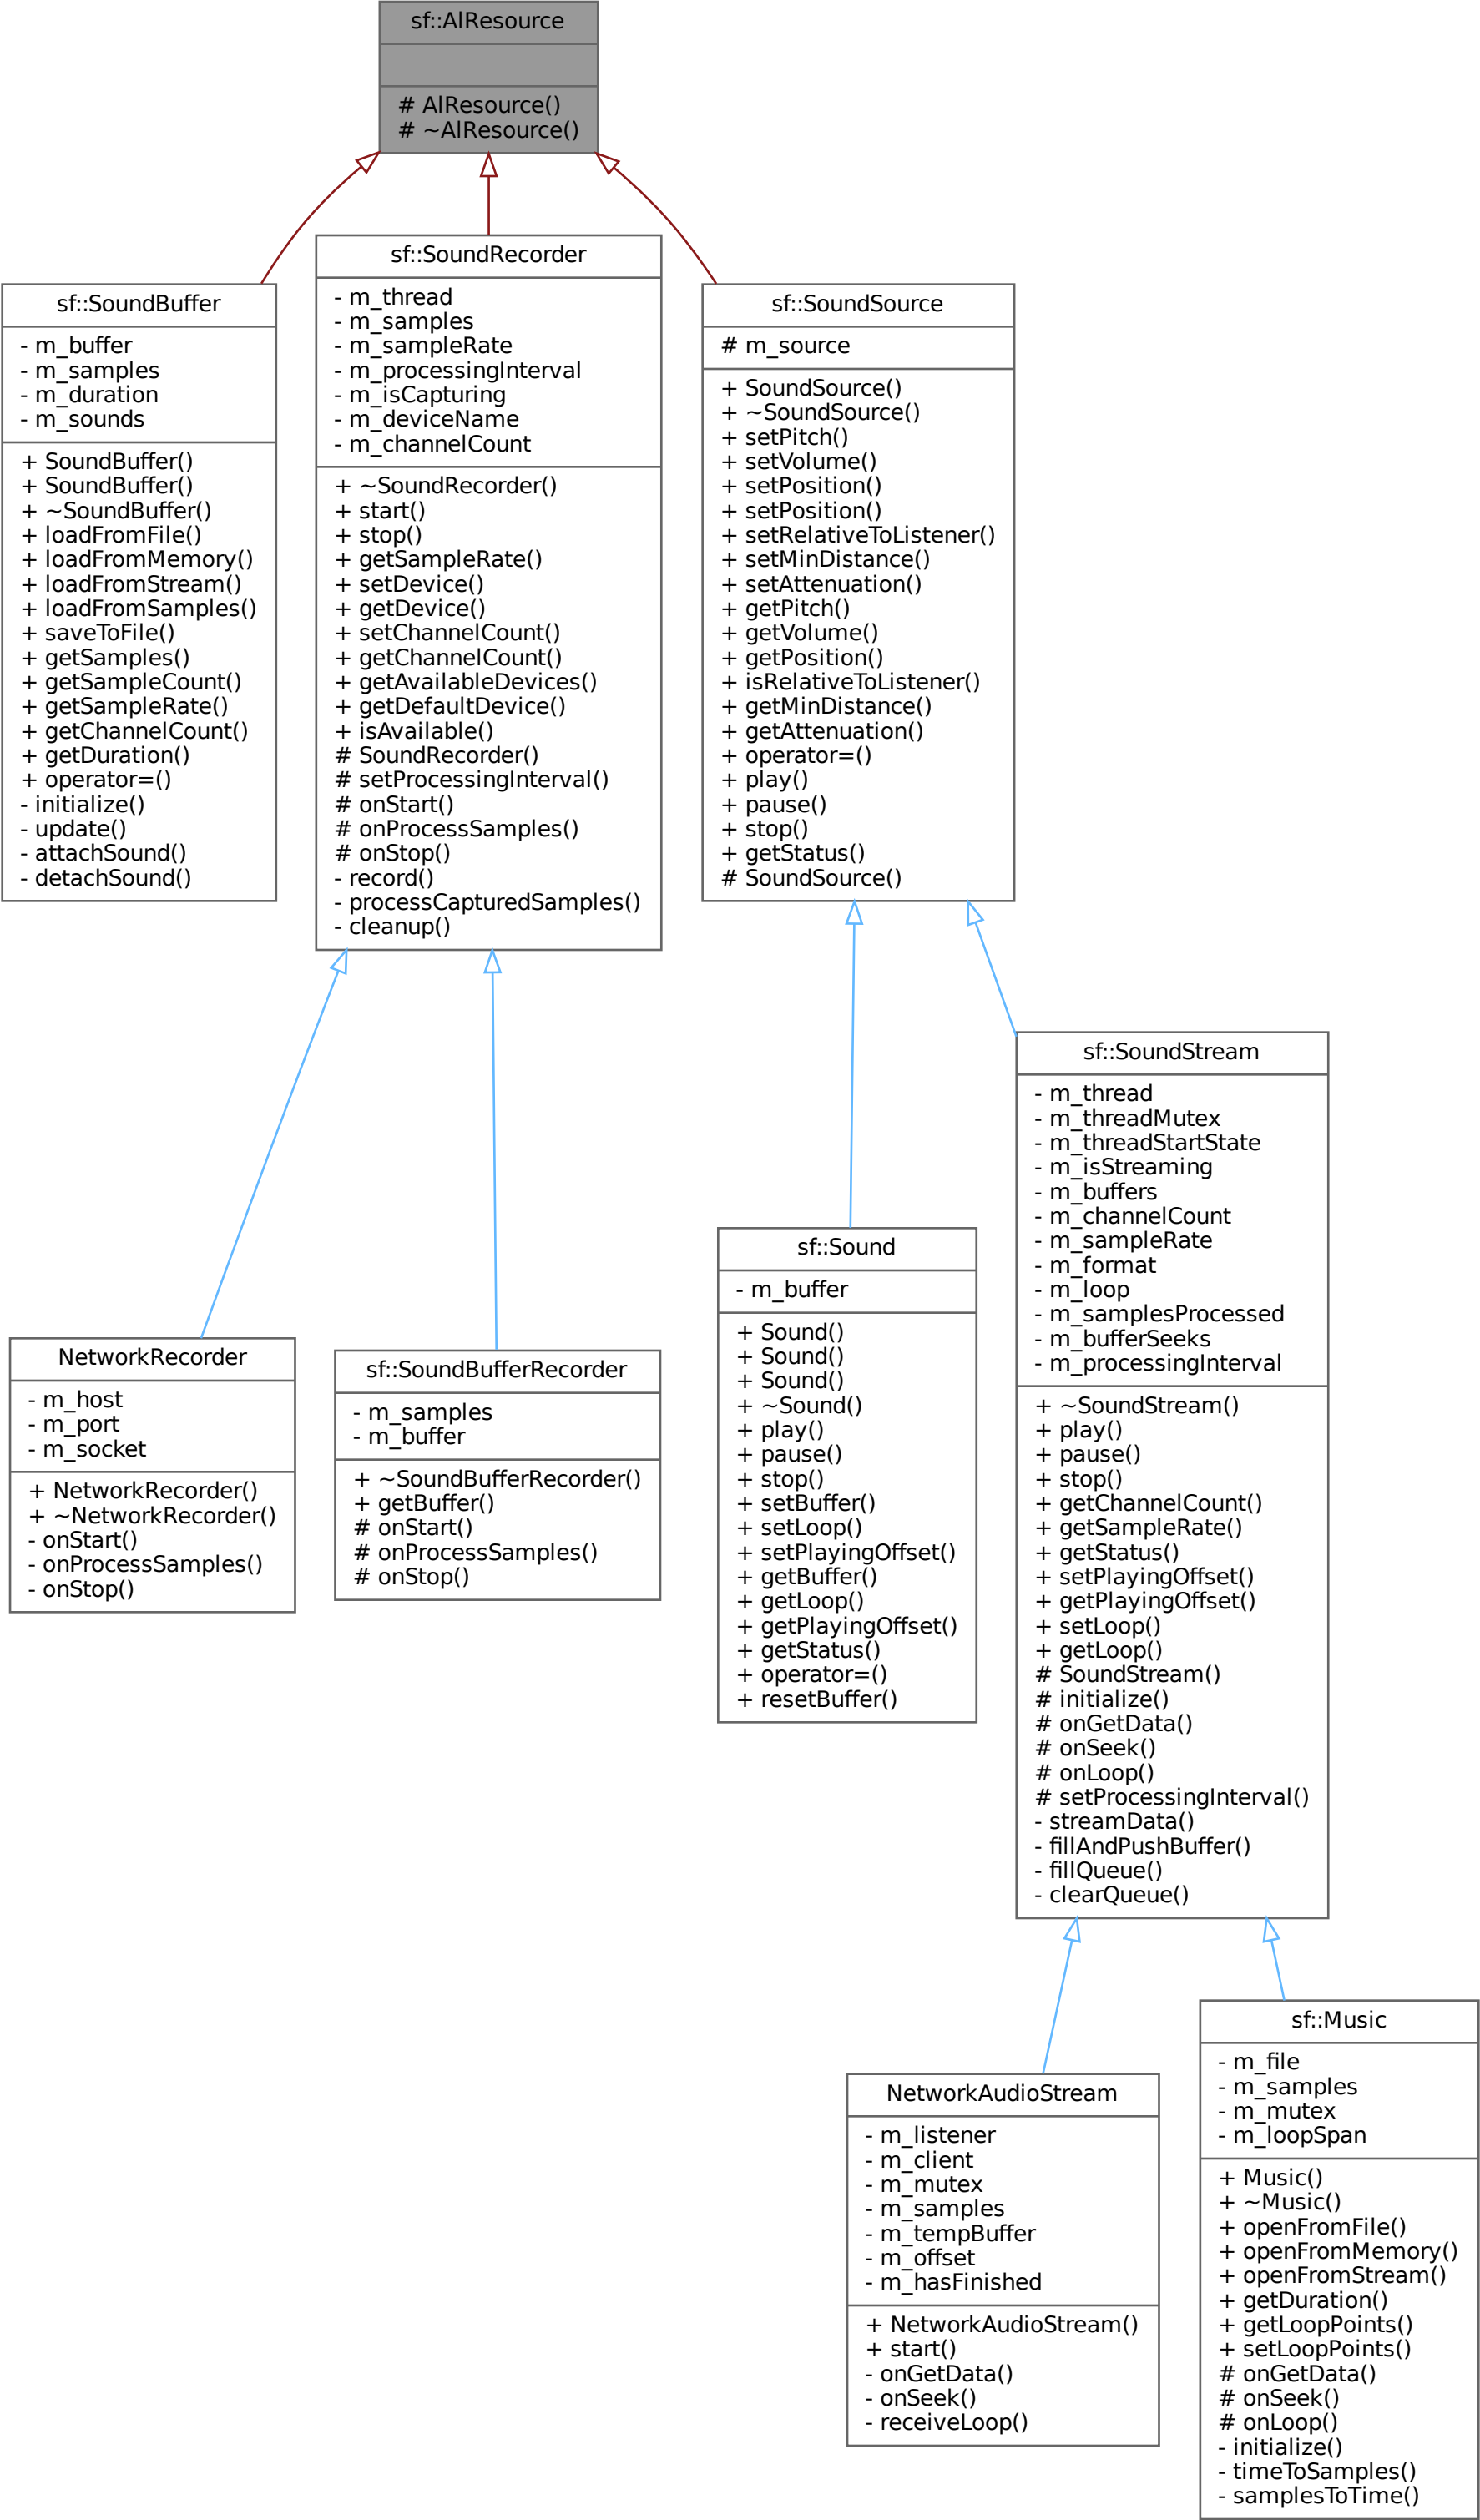 sf::AlResource
# AlResource()
# ~AlResource()
sf::SoundBuffer
- m_buffer
- m_samples
- m_duration
- m_sounds
+ SoundBuffer()
+ SoundBuffer()
+ ~SoundBuffer()
+ loadFromFile()
+ loadFromMemory()
+ loadFromStream()
+ loadFromSamples()
+ saveToFile()
+ getSamples()
+ getSampleCount()
+ getSampleRate()
+ getChannelCount()
+ getDuration()
+ operator=()
- initialize()
- update()
- attachSound()
- detachSound()
sf::SoundRecorder
- m_thread
- m_samples
- m_sampleRate
- m_processingInterval
- m_isCapturing
- m_deviceName
- m_channelCount
+ ~SoundRecorder()
+ start()
+ stop()
+ getSampleRate()
+ setDevice()
+ getDevice()
+ setChannelCount()
+ getChannelCount()
+ getAvailableDevices()
+ getDefaultDevice()
+ isAvailable()
# SoundRecorder()
# setProcessingInterval()
# onStart()
# onProcessSamples()
# onStop()
- record()
- processCapturedSamples()
- cleanup()
sf::SoundSource
# m_source
+ SoundSource()
+ ~SoundSource()
+ setPitch()
+ setVolume()
+ setPosition()
+ setPosition()
+ setRelativeToListener()
+ setMinDistance()
+ setAttenuation()
+ getPitch()
+ getVolume()
+ getPosition()
+ isRelativeToListener()
+ getMinDistance()
+ getAttenuation()
+ operator=()
+ play()
+ pause()
+ stop()
+ getStatus()
# SoundSource()
NetworkRecorder
- m_host
- m_port
- m_socket
+ NetworkRecorder()
+ ~NetworkRecorder()
- onStart()
- onProcessSamples()
- onStop()
sf::SoundBufferRecorder
- m_samples
- m_buffer
+ ~SoundBufferRecorder()
+ getBuffer()
# onStart()
# onProcessSamples()
# onStop()
sf::Sound
- m_buffer
+ Sound()
+ Sound()
+ Sound()
+ ~Sound()
+ play()
+ pause()
+ stop()
+ setBuffer()
+ setLoop()
+ setPlayingOffset()
+ getBuffer()
+ getLoop()
+ getPlayingOffset()
+ getStatus()
+ operator=()
+ resetBuffer()
sf::SoundStream
- m_thread
- m_threadMutex
- m_threadStartState
- m_isStreaming
- m_buffers
- m_channelCount
- m_sampleRate
- m_format
- m_loop
- m_samplesProcessed
- m_bufferSeeks
- m_processingInterval
+ ~SoundStream()
+ play()
+ pause()
+ stop()
+ getChannelCount()
+ getSampleRate()
+ getStatus()
+ setPlayingOffset()
+ getPlayingOffset()
+ setLoop()
+ getLoop()
# SoundStream()
# initialize()
# onGetData()
# onSeek()
# onLoop()
# setProcessingInterval()
- streamData()
- fillAndPushBuffer()
- fillQueue()
- clearQueue()
NetworkAudioStream
- m_listener
- m_client
- m_mutex
- m_samples
- m_tempBuffer
- m_offset
- m_hasFinished
+ NetworkAudioStream()
+ start()
- onGetData()
- onSeek()
- receiveLoop()
sf::Music
- m_file
- m_samples
- m_mutex
- m_loopSpan
+ Music()
+ ~Music()
+ openFromFile()
+ openFromMemory()
+ openFromStream()
+ getDuration()
+ getLoopPoints()
+ setLoopPoints()
# onGetData()
# onSeek()
# onLoop()
- initialize()
- timeToSamples()
- samplesToTime()